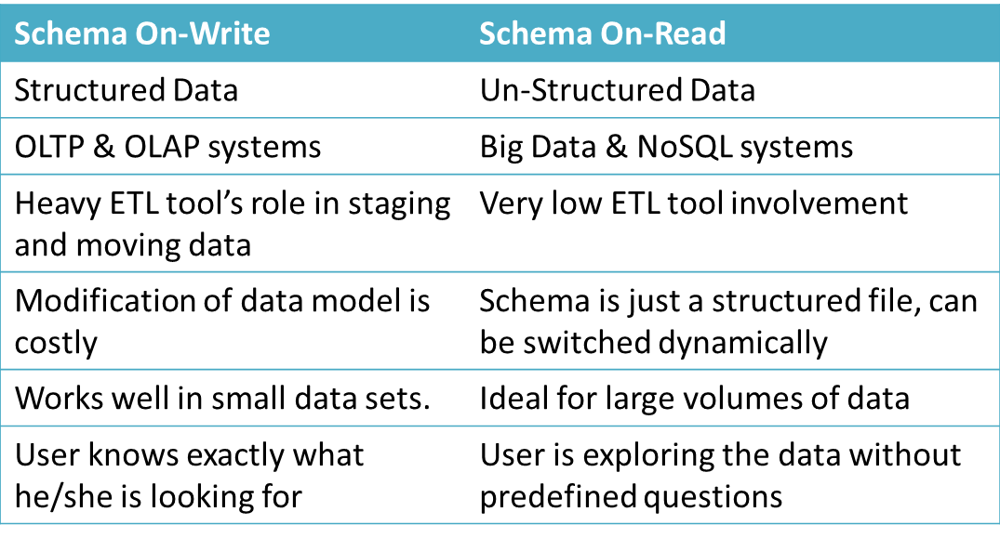 Schema On-Write
Schema On-Read
Structured Data
Un-Structured Data
OLTP & OLAP systems
Big Data & NoSQL systems
Heavy ETL tool’s role in staging
and moving data
Very low ETL tool involvement
Modification of data model is
costly
Schema is just a structured file, can
be switched dynamically
Works well in small data sets.
Ideal for large volumes of data
User knows exactly what
he/she is looking for
User is exploring the data without
predefined questions